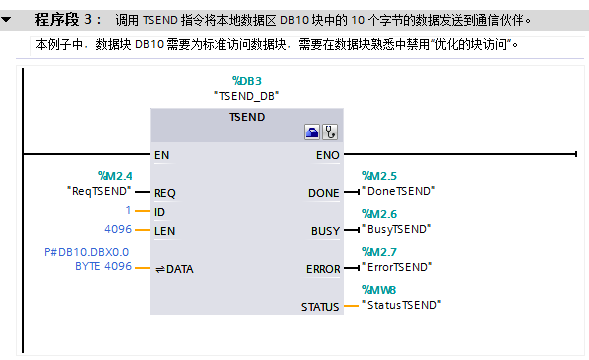 程序段 3： 调用 TSEND 指令将本地数据区 DB10 块中的 10 个字节的数据发送到通信伙伴。
本例子中，数据块 DB10 需要为标准访问数据块，需要在数据块熟悉中禁用“优化的块访问”。
%DB3
"TSEND_DB"
TSEND
EN ENO
%M2.4
"ReqTSEND" REQ
%M2.5
DONE "DoneTSEND"
1 ID
%M2.6
4096 LEN
BUSY "BusyTSEND"
P#DB10.DBX0.0
BYTE 4096 DATA
%M2.7
ERROR "ErrorTSEND"
%MW8
STATUS "StatusTSEND"